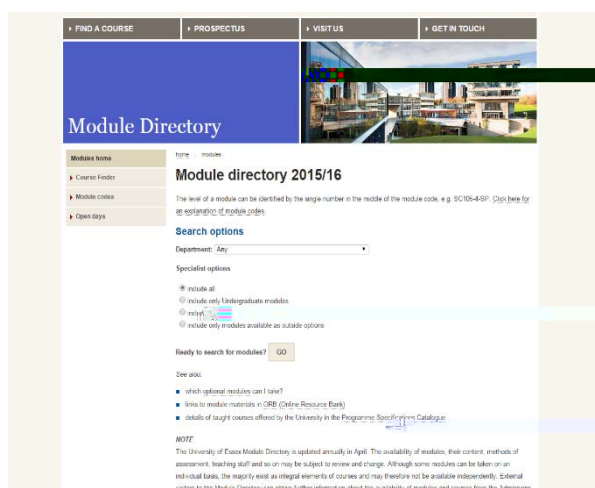 FIND A COURSE
PROSPECTUS
VISIT US
GET IN TOUCH
Module Directory
Modules home
Course Finder
Module codes
Open days
home modules
Module directory 2015/16
The level of a module can be identified by the single number in the middle of the module code, e.g. SC105-4-SP. Click here for
an explanation of module codes.
Search options
Department: Any
Specialist options
include all
include only Undergraduate modules
include only modules available as outside options
Ready to search for modules? GO
See also:
which optional modules can I take?
links to module materials in ORB (Online Resource Bank)
details of taught courses offered by the University in the Programme Specifications Catalogue
NOTE
The University of Essex Module Directory is updated annually in April. The availability of modules, their content, methods of
assessment, teaching staff and so on may be subject to review and change. Although some modules can be taken on an
individual basis, the majority exist as integral elements of courses and may therefore not be available independently. External